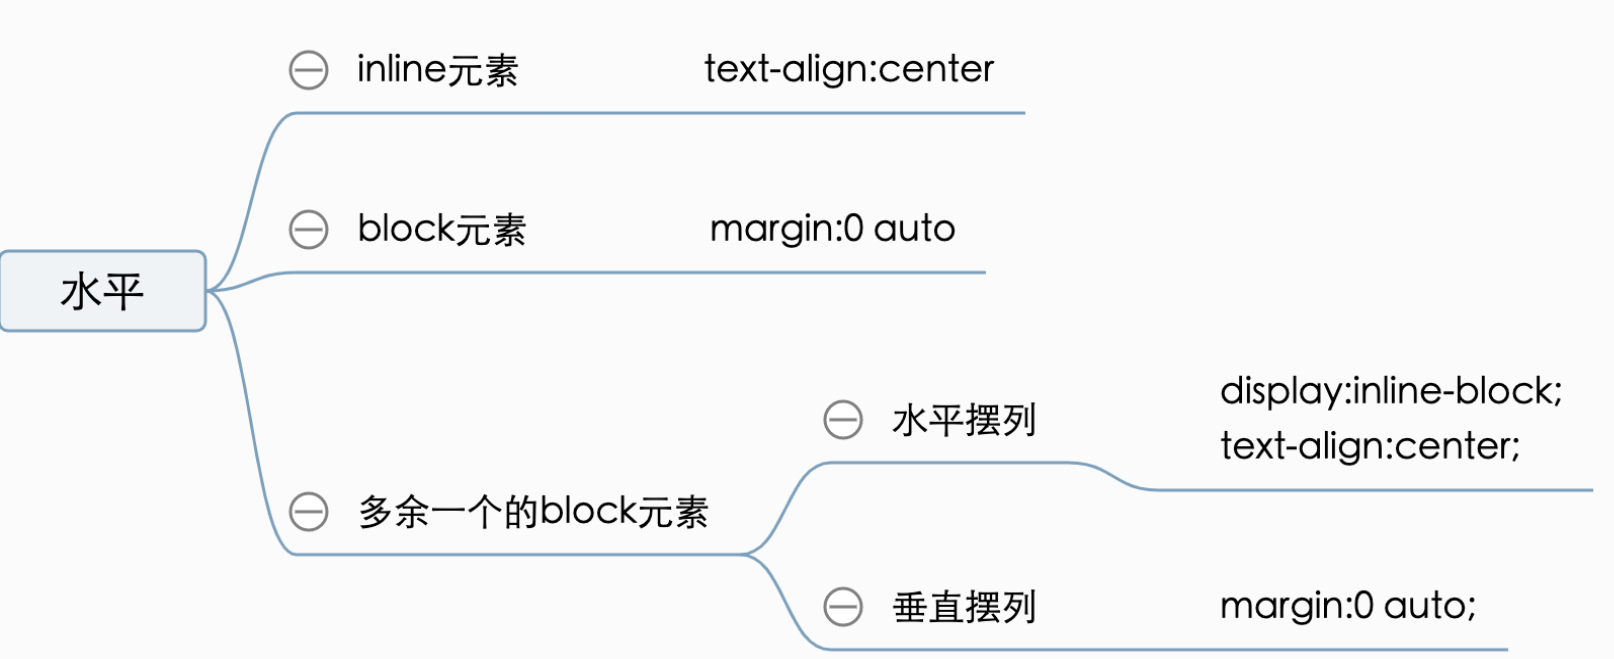 inline元素 text-align:center
block元素 margin:0 auto
水平
display:inline-block;
水平摆列
text-align:center;
多余一个的block元素
垂直摆列 margin:0 auto;